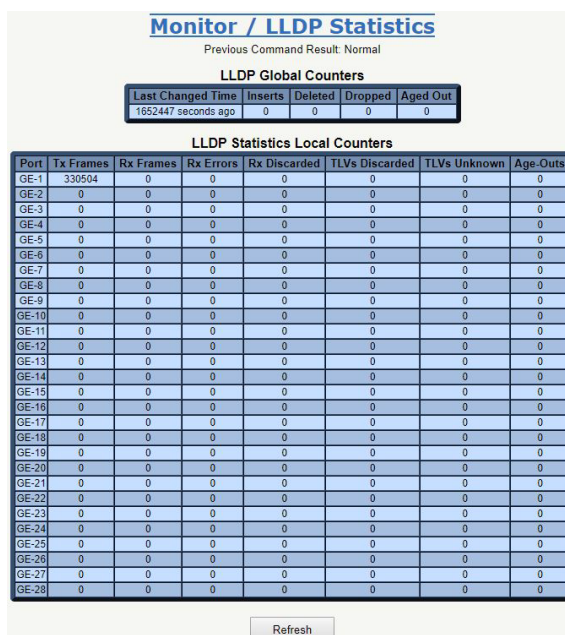 Monitor / LLDP Statistics
Previous Command Result: Normal
LLDP Global Counters
Last Changed Time Inserts Deleted Dropped Aged Out
1652447 seconds ago 0 0 0 0
LLDP Statistics Local Counters
Port Tx Frames Rx Frames Rx Errors Rx Discarded TLVs Discarded TLVs Unknown Age-Outs
GE-1 330504 0 0 0 0 0 0
GE-2 0 0 0 0 0 0 0
GE-3 0 0 0 0 0 0 0
GE-4 0 0 0 0 0 0 0
GE-5 0 0 0 0 0 0 0
GE-6 0 0 0 0 0 0 0
GE-7 0 0 0 0 0 0 0
GE-8 0 0 0 0 0 0 0
GE-9 0 0 0 0 0 0 0
GE-10 0 0 0 0 0 0 0
GE-11 0 0 0 0 0 0 0
GE-12 0 0 0 0 0 0 0
GE-13 0 0 0 0 0 0 0
GE-14 0 0 0 0 0 0 0
GE-15 0 0 0 0 0 0 0
GE-16 0 0 0 0 0 0 0
GE-17 0 0 0 0 0 0 0
GE-18 0 0 0 0 0 0 0
GE-19 0 0 0 0 0 0 0
GE-20 0 0 0 0 0 0 0
GE-21 0 0 0 0 0 0 0
GE-22 0 0 0 0 0 0 0
GE-23 0 0 0 0 0 0 0
GE-24 0 0 0 0 0 0 0
GE-25 0 0 0 0 0 0 0
GE-26 0 0 0 0 0 0 0
GE-27 0 0 0 0 0 0 0
GE-28 0 0 0 0 0 0 0
Refresh